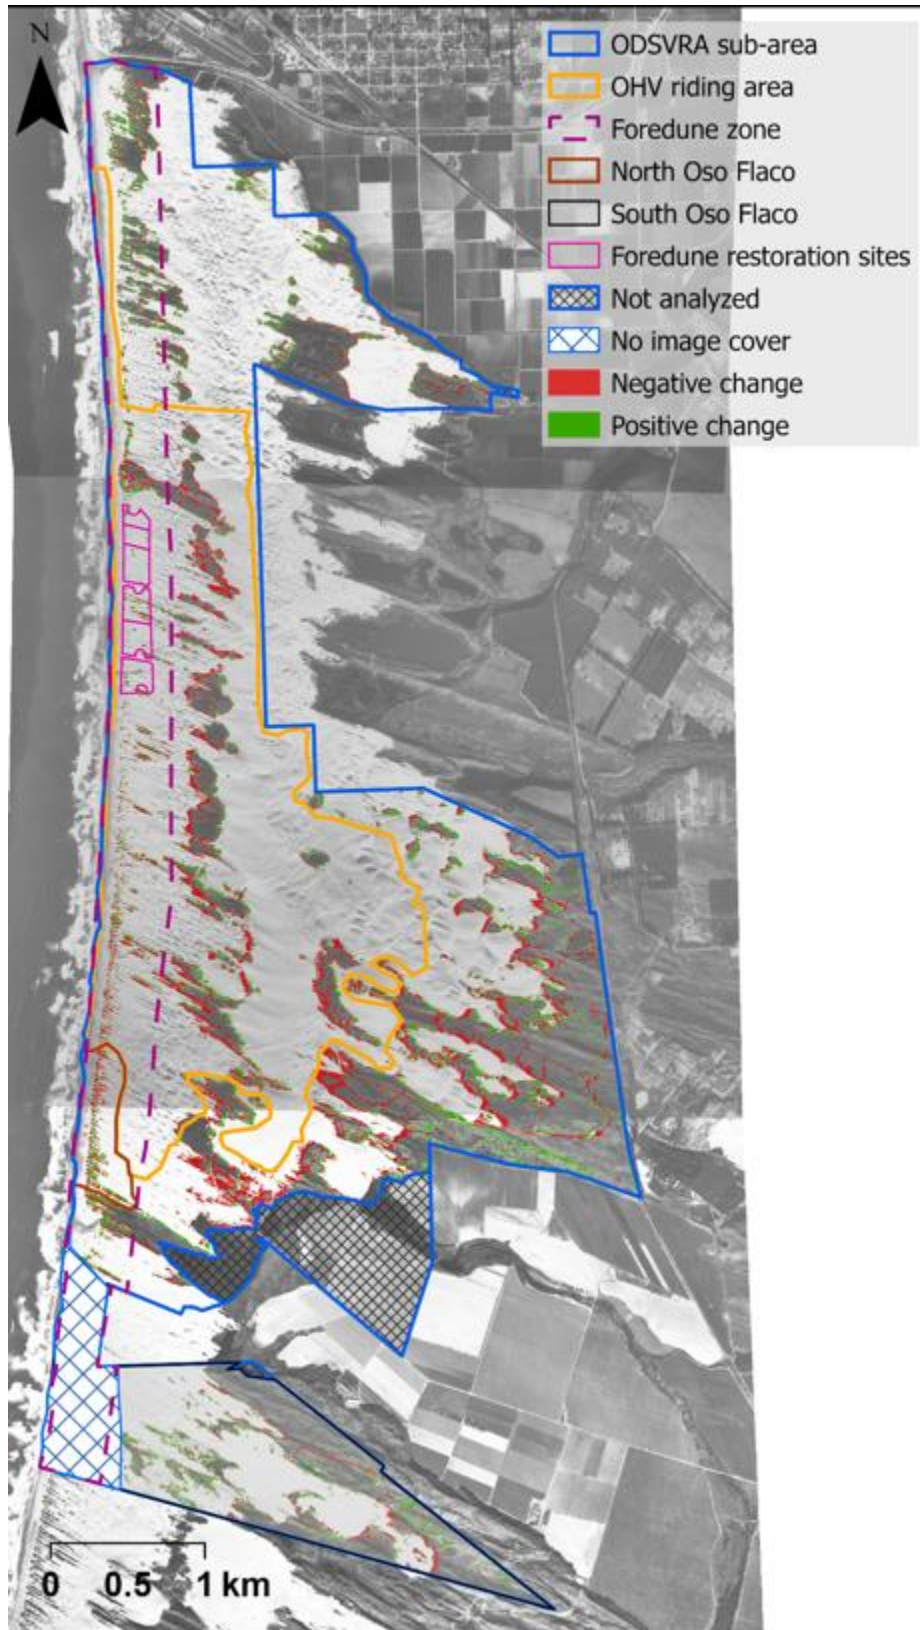 N
ODSVRA sub-area
OHV riding area
Foredune zone
North Oso Flaco
South Oso Flaco
Foredune restoration sites
Not analyzed
No image cover
Negative change
Positive change
0 0.5 1 km